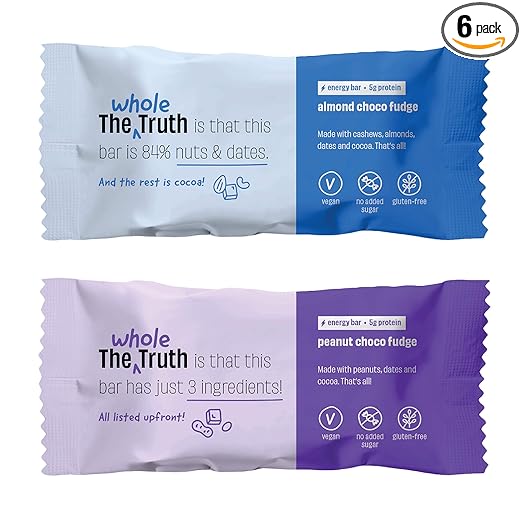 6 pack
whole
The Truth is that this
bar is 84% nuts & dates.
And the rest is cocoa!
energy bar • 5g protein
almond choco fudge
Made with cashews, almonds,
dates and cocoa. That's all!
V
vegan
no added
sugar
gluten-free
whole
The Truth is that this
bar has just 3 ingredients!
All listed upfront!
energy bar • 5g protein
peanut choco fudge
Made with peanuts, dates and
cocoa. That's all!
V
vegan
no added
sugar
gluten-free